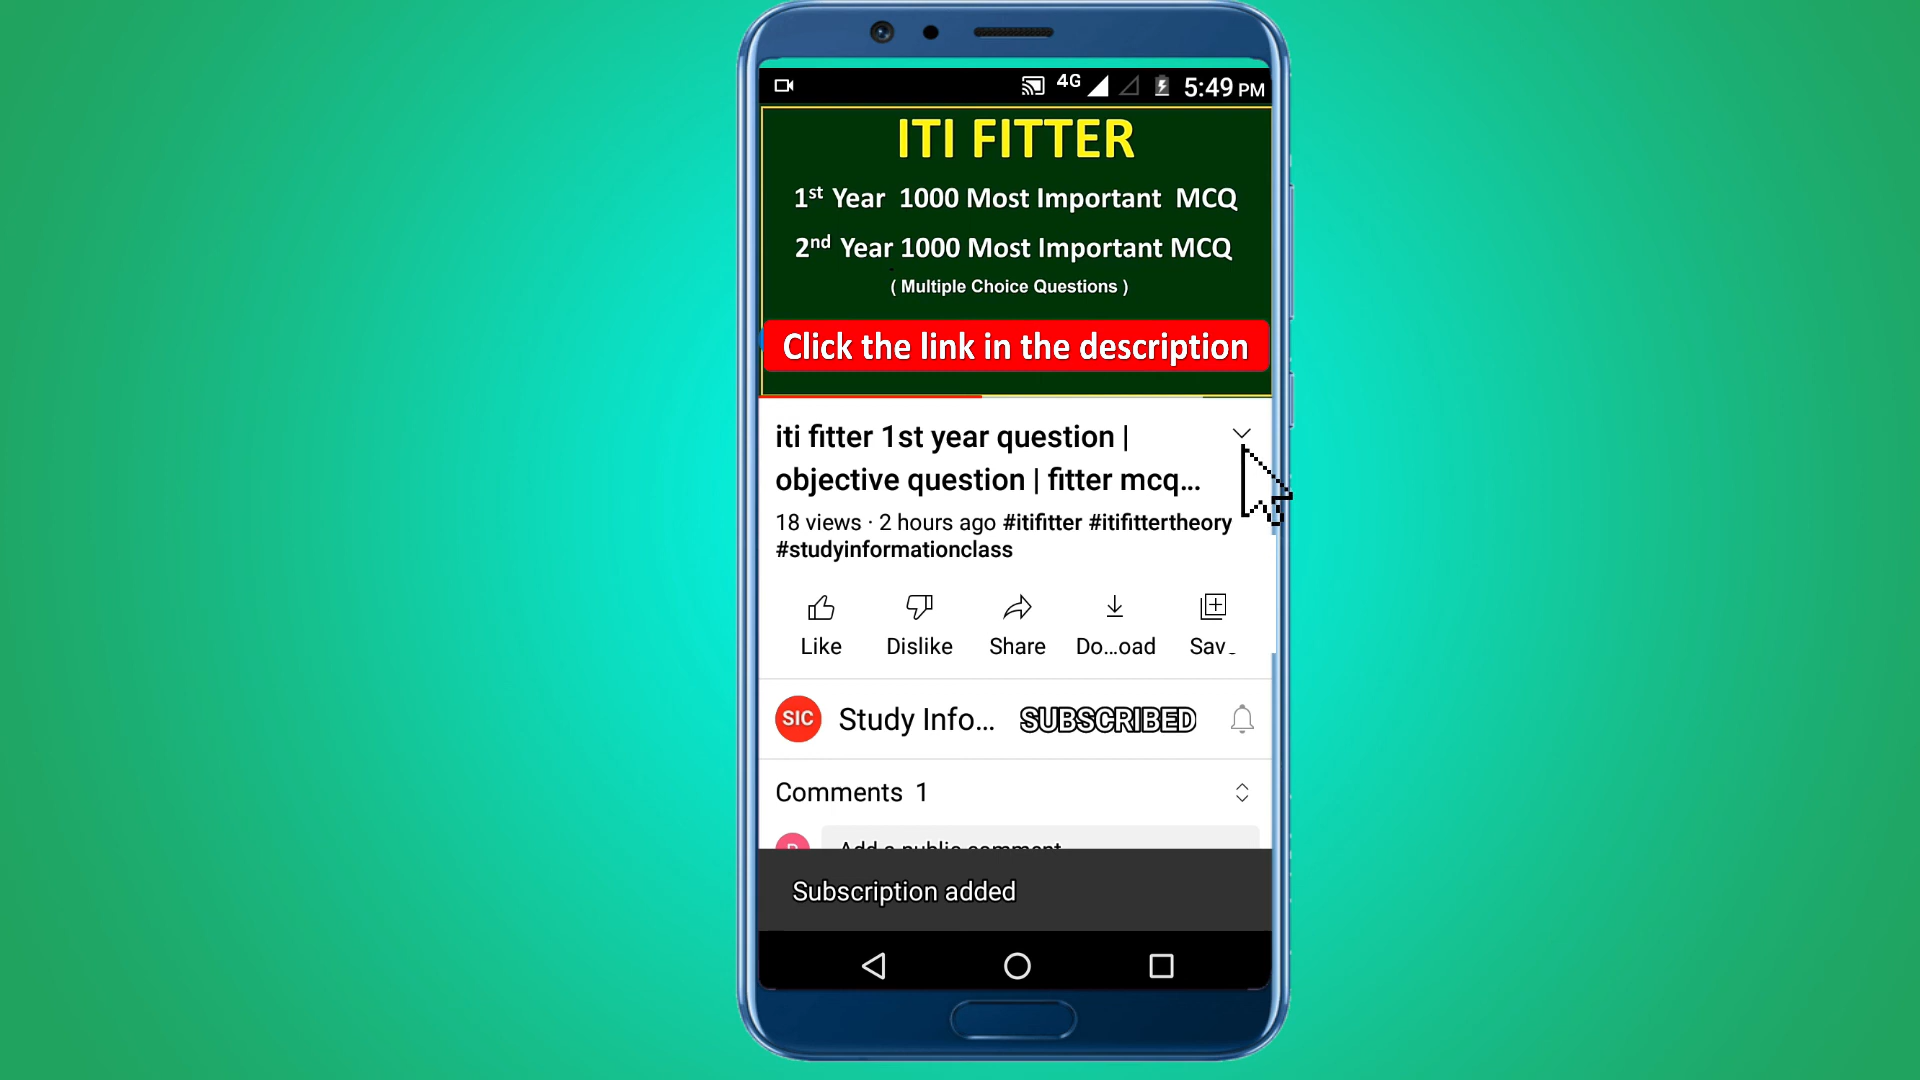 4G 5:49 PM
ITI FITTER
1st Year 1000 Most Important MCQ
2nd Year 1000 Most Important MCQ
( Multiple Choice Questions )
Click the link in the description
iti fitter 1st year question |
objective question | fitter mcq...
18 views · 2 hours ago #itifitter #itifittertheory
#studyinformationclass
Like Dislike Share Do...oad Sav
SIC Study Info... SUBSCRIBED
Comments 1
Add a public comment
Subscription added